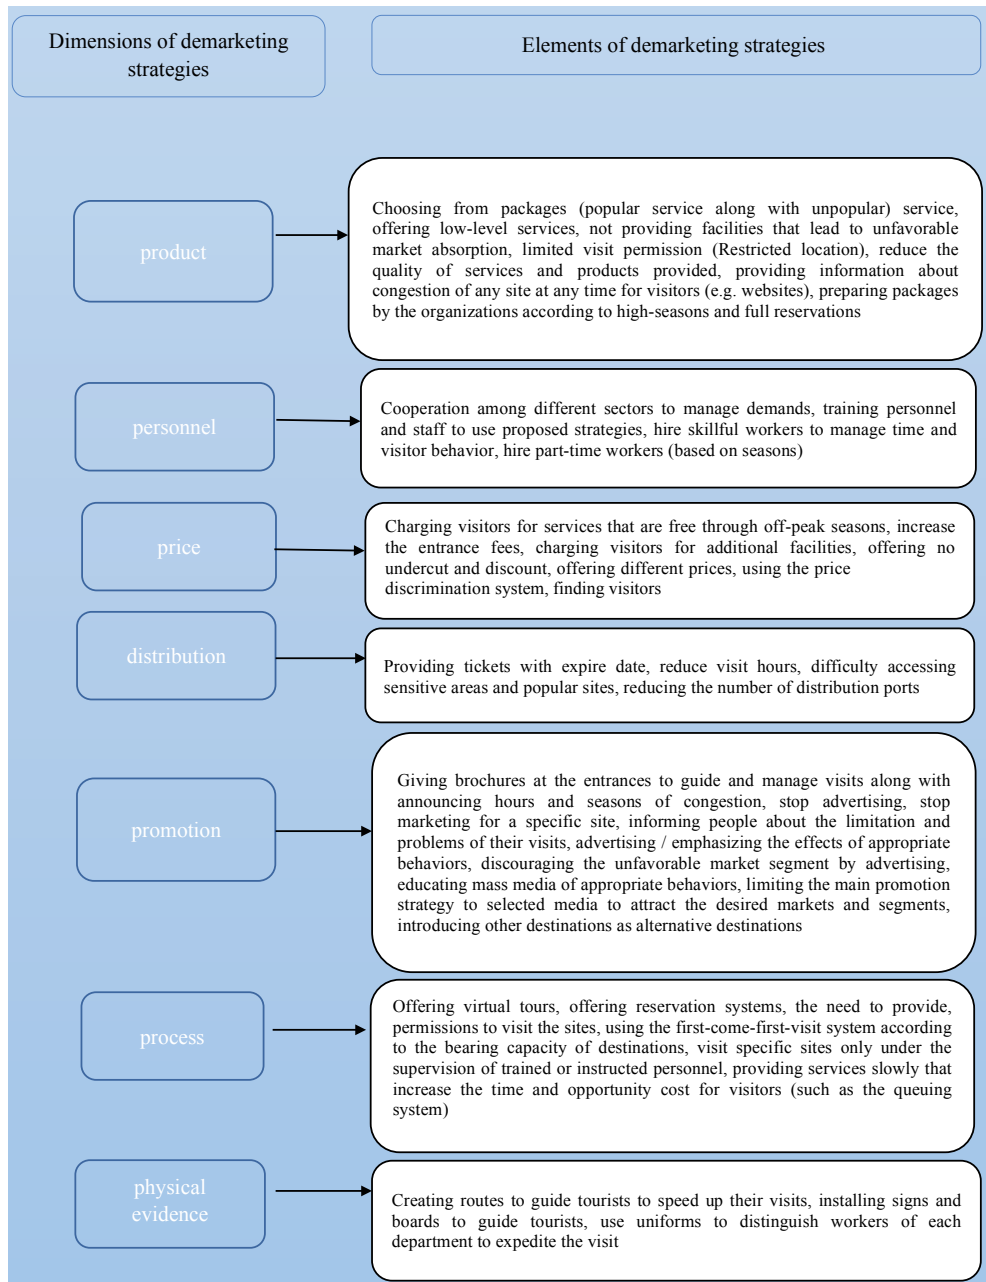 Dimensions of demarketing
strategies
Elements of demarketing strategies
product
Choosing from packages (popular service along with unpopular) service,
offering low-level services, not providing facilities that lead to unfavorable
market absorption, limited visit permission (Restricted location), reduce the
quality of services and products provided, providing information about
congestion of any site at any time for visitors (e.g. websites), preparing packages
by the organizations according to high-seasons and full reservations
personnel
Cooperation among different sectors to manage demands, training personnel
and staff to use proposed strategies, hire skillful workers to manage time and
visitor behavior, hire part-time workers (based on seasons)
price
Charging visitors for services that are free through off-peak seasons, increase
the entrance fees, charging visitors for additional facilities, offering no
undercut and discount, offering different prices, using the price
discrimination system, finding visitors
distribution
Providing tickets with expire date, reduce visit hours, difficulty accessing
sensitive areas and popular sites, reducing the number of distribution ports
promotion
Giving brochures at the entrances to guide and manage visits along with
announcing hours and seasons of congestion, stop advertising, stop
marketing for a specific site, informing people about the limitation and
problems of their visits, advertising / emphasizing the effects of appropriate
behaviors, discouraging the unfavorable market segment by advertising,
educating mass media of appropriate behaviors, limiting the main promotion
strategy to selected media to attract the desired markets and segments,
introducing other destinations as alternative destinations
process
Offering virtual tours, offering reservation systems, the need to provide,
permissions to visit the sites, using the first-come-first-visit system according
to the bearing capacity of destinations, visit specific sites only under the
supervision of trained or instructed personnel, providing services slowly that
increase the time and opportunity cost for visitors (such as the queuing
system)
physical
evidence
Creating routes to guide tourists to speed up their visits, installing signs and
boards to guide tourists, use uniforms to distinguish workers of each
department to expedite the visit